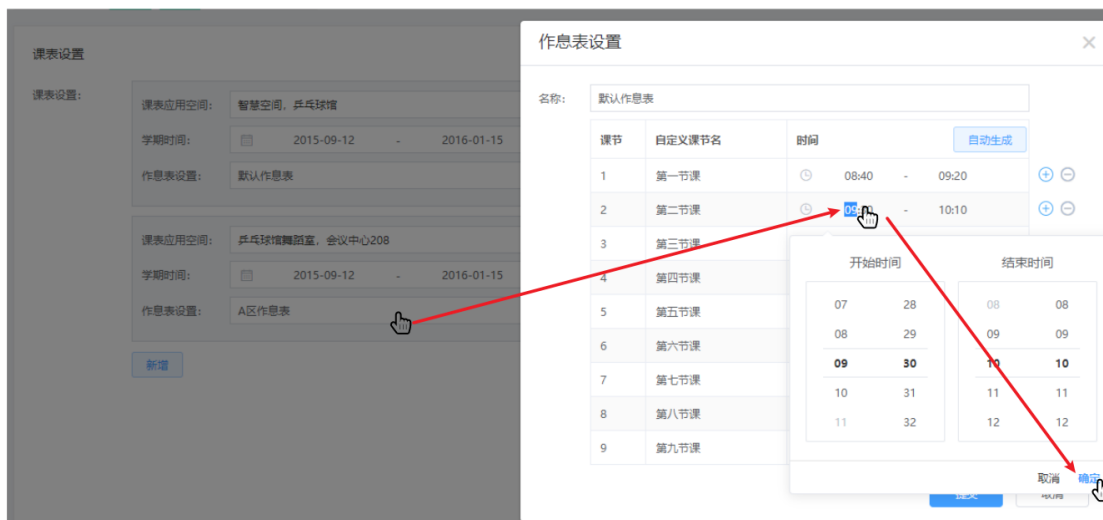 课表设置
课表设置:
课表应用空间: 智慧空间, 乒乓球馆
学期时间: 2015-09-12 - 2016-01-15
作息表设置: 默认作息表
课表应用空间: 乒乓球馆舞蹈室, 会议中心208
学期时间: 2015-09-12 - 2016-01-15
作息表设置: A区作息表
新增
作息表设置
名称: 默认作息表
课节 自定义课节名 时间 自动生成
1 第一节课 08:40 - 09:20
2 第二节课 09:30 - 10:10
3 第三节课
4 第四节课
5 第五节课
6 第六节课
7 第七节课
8 第八节课
9 第九节课
开始时间 结束时间
07 28 08 08
08 29 09 09
09 30 10 10
10 31 11 11
11 32 12 12
取消 确定
提交 取消